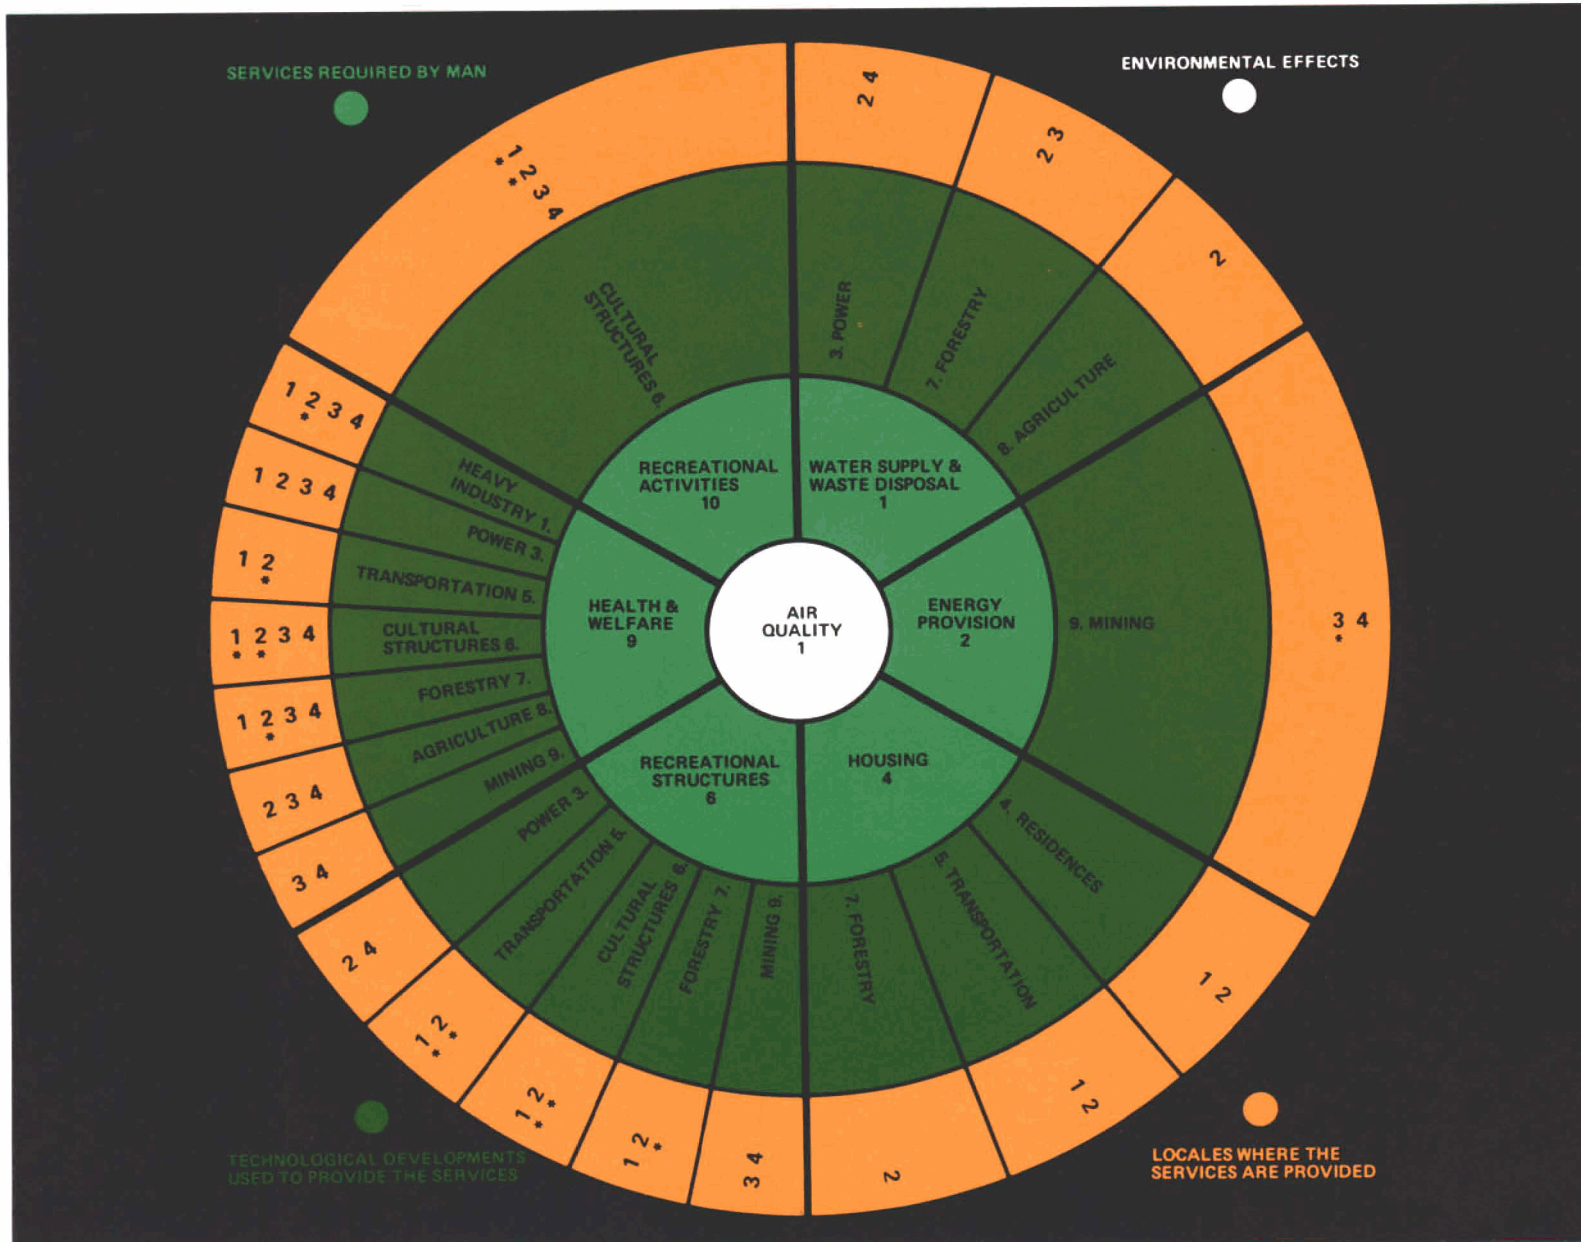 SERVICES REQUIRED BY MAN
ENVIRONMENTAL EFFECTS
TECHNOLOGICAL DEVELOPMENTS
USED TO PROVIDE THE SERVICES
LOCALES WHERE THE
SERVICES ARE PROVIDED
AIR
QUALITY
1
WATER SUPPLY &
WASTE DISPOSAL
1
3. POWER
2 4
7. FORESTRY
2 3
8. AGRICULTURE
2
ENERGY
PROVISION
2
9. MINING
3 4
*
HOUSING
4
4. RESIDENCES
1 2
5. TRANSPORTATION
1 2
7. FORESTRY
2
RECREATIONAL
STRUCTURES
6
MINING 9.
3 4
FORESTRY 7.
1 2
*
CULTURAL
STRUCTURES 6.
1 2
* *
TRANSPORTATION 5.
1 2
* *
POWER 3.
2 4
HEALTH &
WELFARE
9
MINING 9.
3 4
AGRICULTURE 8.
2 3 4
FORESTRY 7.
1 2 3 4
*
CULTURAL
STRUCTURES 6.
1 2 3 4
* *
TRANSPORTATION 5.
1 2
*
POWER 3.
1 2 3 4
HEAVY
INDUSTRY 1.
1 2 3 4
*
RECREATIONAL
ACTIVITIES
10
CULTURAL
STRUCTURES 6.
1 2 3 4
* *